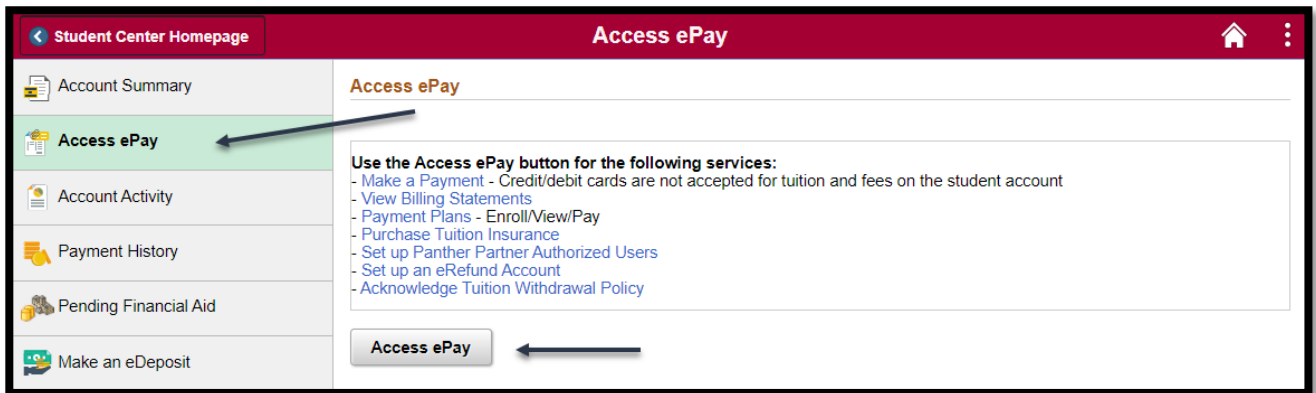 Student Center Homepage
Access ePay
Account Summary
Access ePay
Account Activity
Payment History
Pending Financial Aid
Make an eDeposit
Access ePay
Use the Access ePay button for the following services:
- Make a Payment - Credit/debit cards are not accepted for tuition and fees on the student account
- View Billing Statements
- Payment Plans - Enroll/View/Pay
- Purchase Tuition Insurance
- Set up Panther Partner Authorized Users
- Set up an eRefund Account
- Acknowledge Tuition Withdrawal Policy
Access ePay